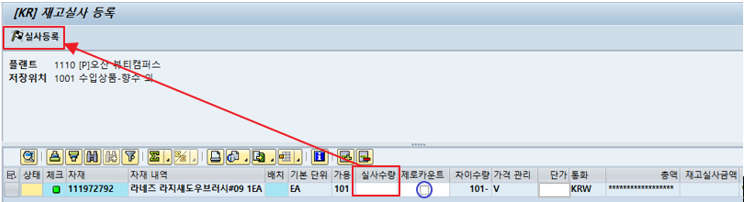 [KR] 재고실사 등록
실사등록
플랜트 1110 [P]오산 뷰티캠퍼스
저장위치 1001 수입상품-향수 외
상태 체크 자재 자재 내역 배치 기본 단위 가용 실사수량 제로카운트 차이수량 가격 관리 단가 통화 총액 재고실사금액
111972792 라네즈 라지섀도우브러시#09 1EA EA 101 101- V KRW ******************